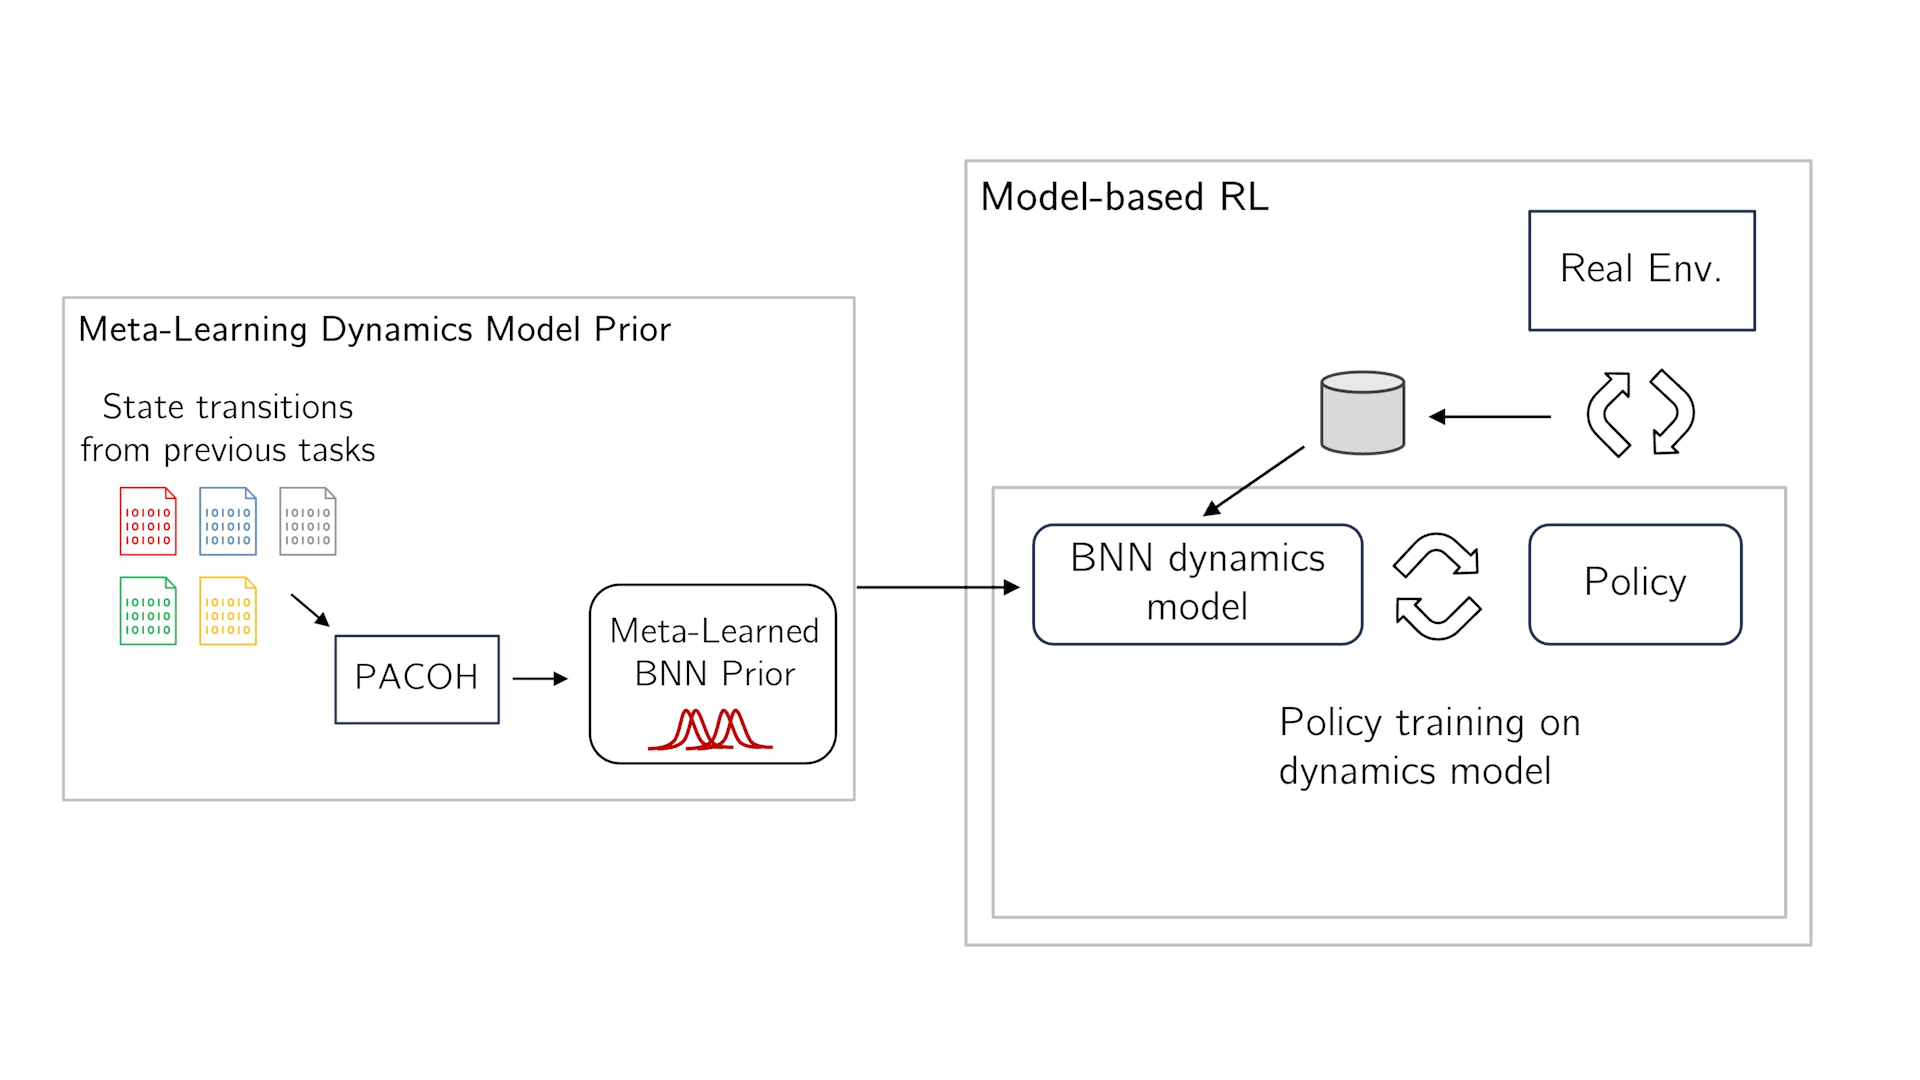 Meta-Learning Dynamics Model Prior
State transitions
from previous tasks
101010 101010 101010
101010 101010 101010
101010 101010 101010
101010 101010
101010 101010
101010 101010
PACOH
Meta-Learned
BNN Prior
Model-based RL
Real Env.
BNN dynamics
model
Policy
Policy training on
dynamics model